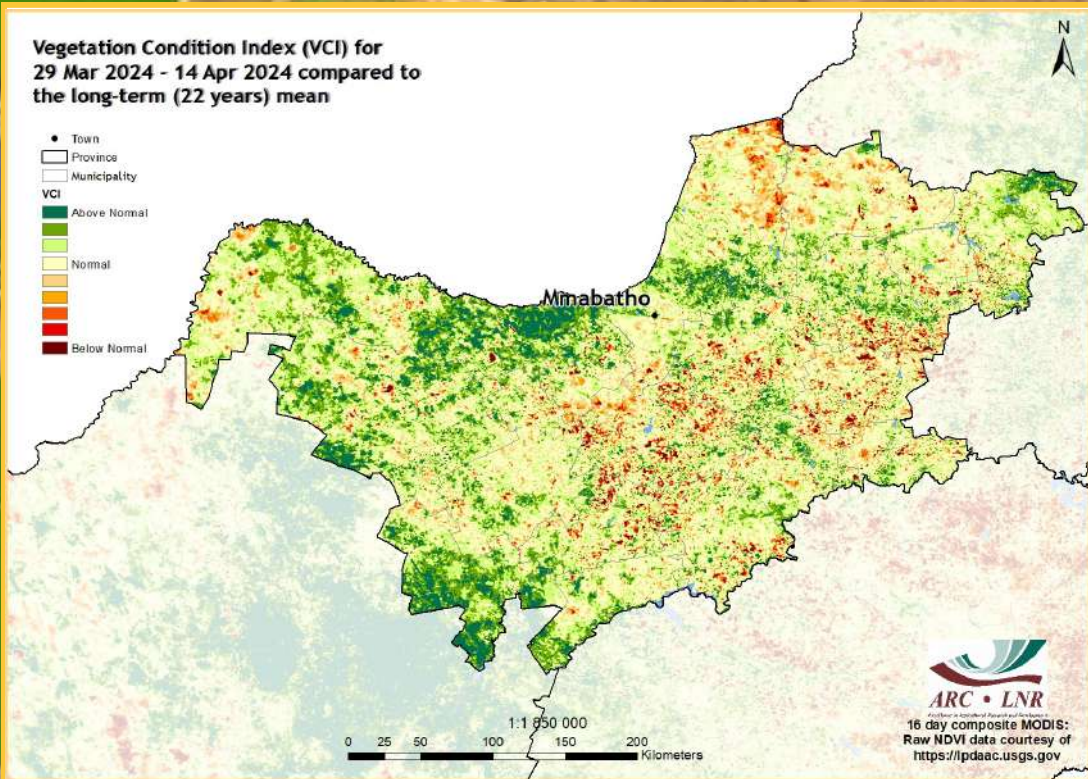 Vegetation Condition Index (VCI) for
29 Mar 2024 - 14 Apr 2024 compared to
the long-term (22 years) mean
N
Town
Province
Municipality
VCI
Above Normal
Normal
Below Normal
Mmabatho
1:1 850 000
0 25 50 100 150 200
Kilometers
ARC • LNR
16 day composite MODIS:
Raw NDVI data courtesy of
https://lpdaac.usgs.gov